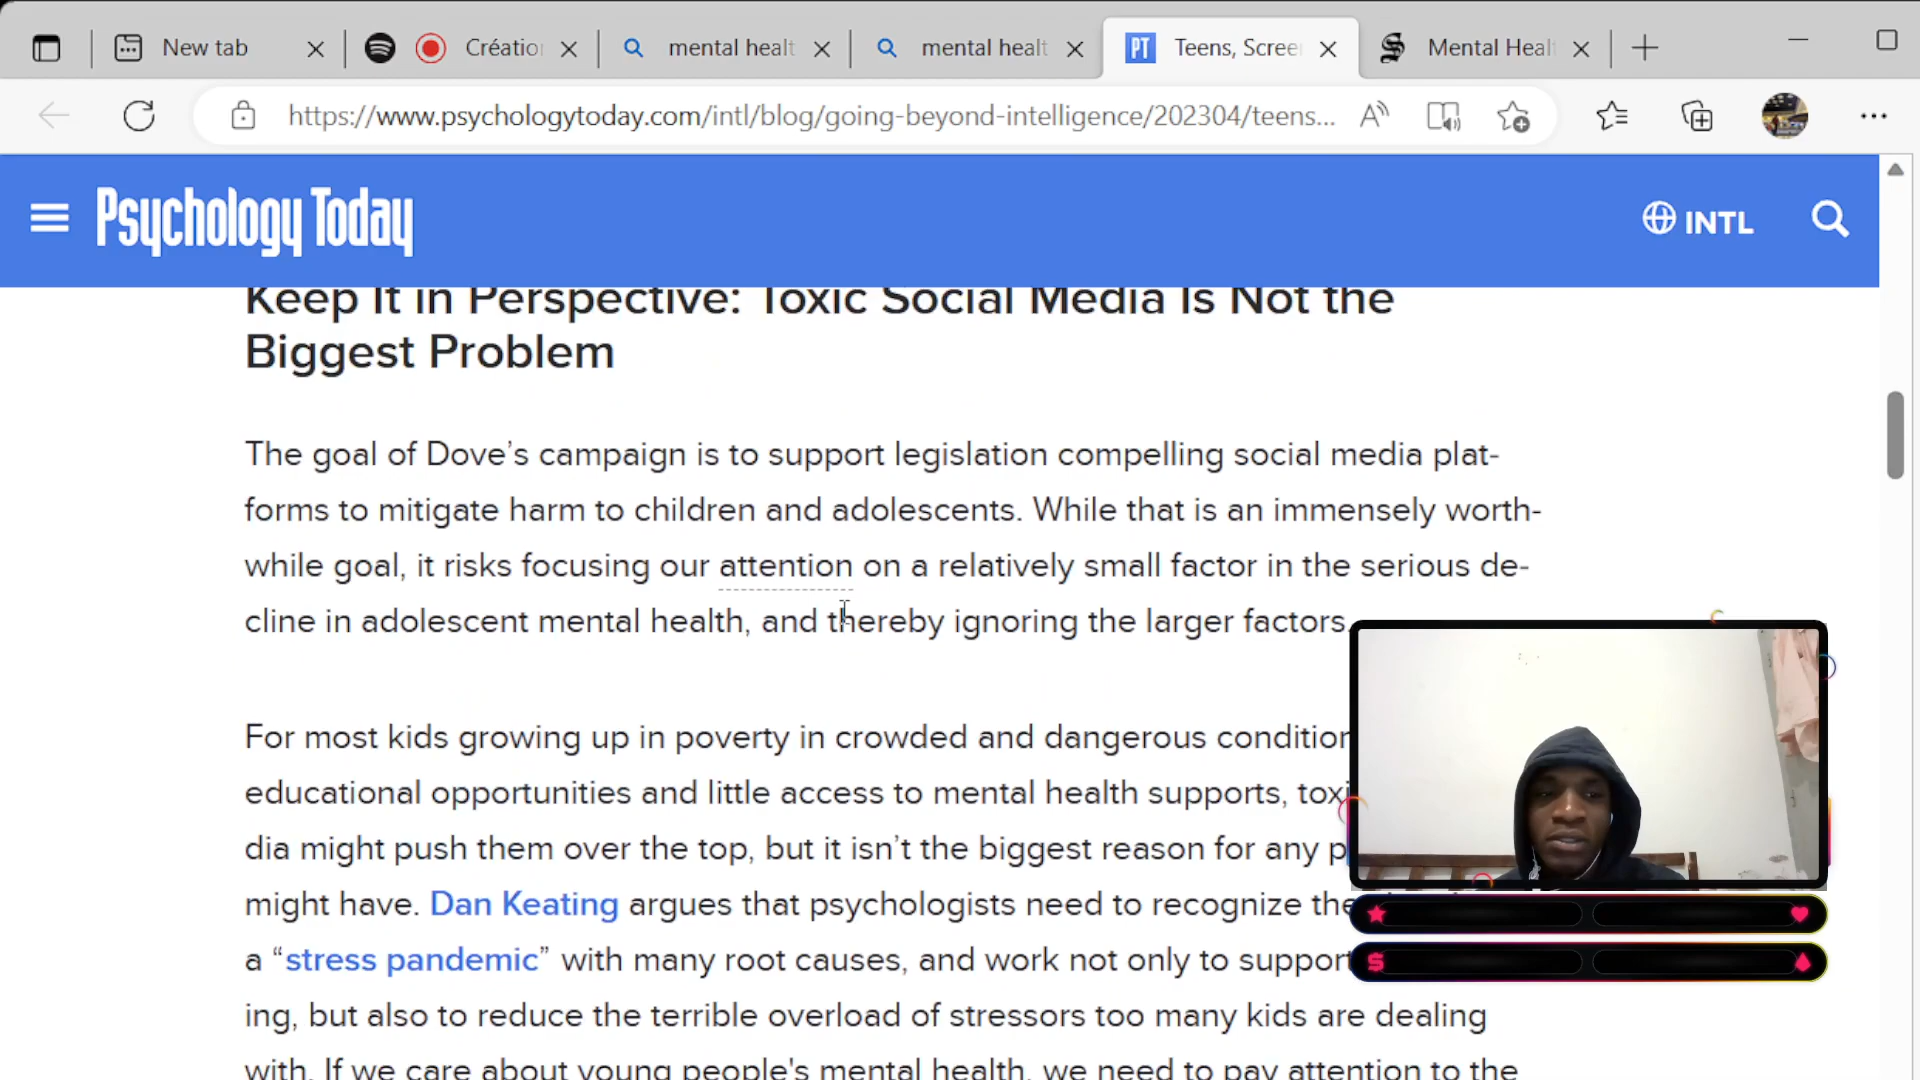 New tab
Créatio
mental healt
mental healt
PT
Teens, Scree
Mental Heal
https://www.psychologytoday.com/intl/blog/going-beyond-intelligence/202304/teens...
Psychology Today
INTL
Keep It in Perspective: Toxic Social Media Is Not the
Biggest Problem
The goal of Dove’s campaign is to support legislation compelling social media plat-
forms to mitigate harm to children and adolescents. While that is an immensely worth-
while goal, it risks focusing our attention on a relatively small factor in the serious de-
cline in adolescent mental health, and thereby ignoring the larger factors.
For most kids growing up in poverty in crowded and dangerous condition
educational opportunities and little access to mental health supports, toxi
dia might push them over the top, but it isn’t the biggest reason for any p
might have. Dan Keating argues that psychologists need to recognize the
a “stress pandemic” with many root causes, and work not only to support
ing, but also to reduce the terrible overload of stressors too many kids are dealing
with. If we care about young people's mental health, we need to pay attention to the